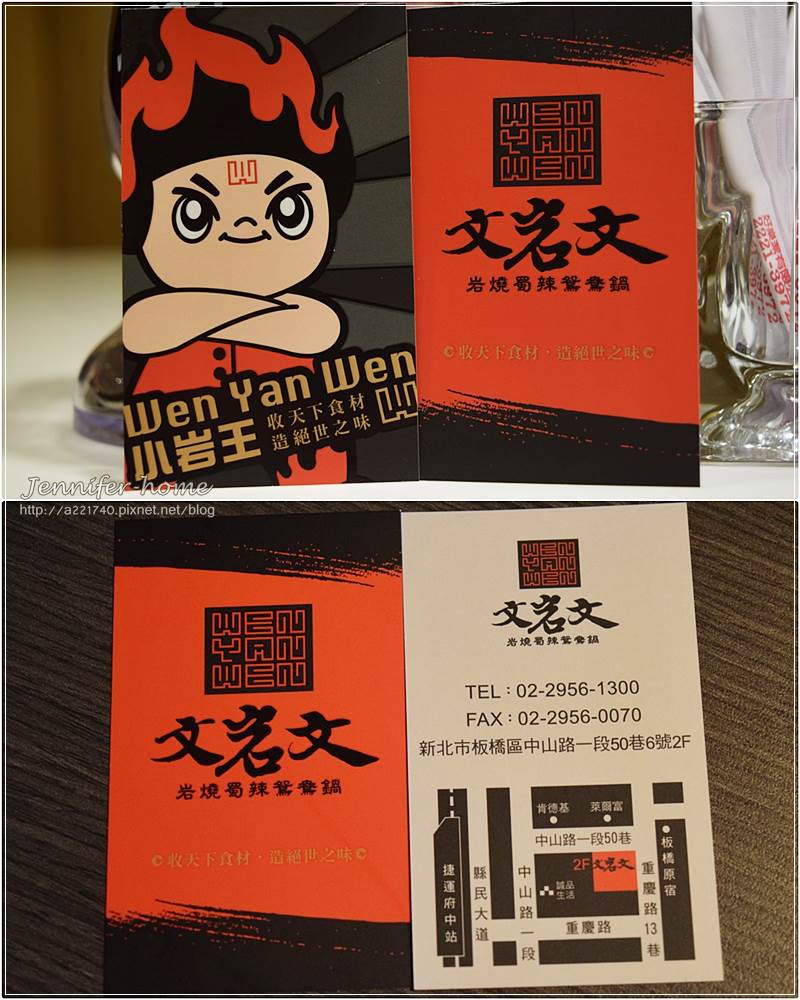 W
Wen Yan Wen
小岩王
收天下食材
造絕世之味
W
WEN
YAN
WEN
文岩文
岩燒蜀辣鴛鴦鍋
©收天下食材·造絕世之味©
2221-3972
Jennifer-home
http://a221740.pixnet.net/blog
WEN
YAN
WEN
文岩文
岩燒蜀辣鴛鴦鍋
©收天下食材·造絕世之味©
WEN
YAN
WEN
文岩文
岩燒蜀辣鴛鴦鍋
TEL：02-2956-1300
FAX：02-2956-0070
新北市板橋區中山路一段50巷6號2F
肯德基
萊爾富
中山路一段50巷
2F文岩文
誠品
生活
重慶路
捷運府中站
縣民大道
中山路一段
重慶路13巷
板橋原宿